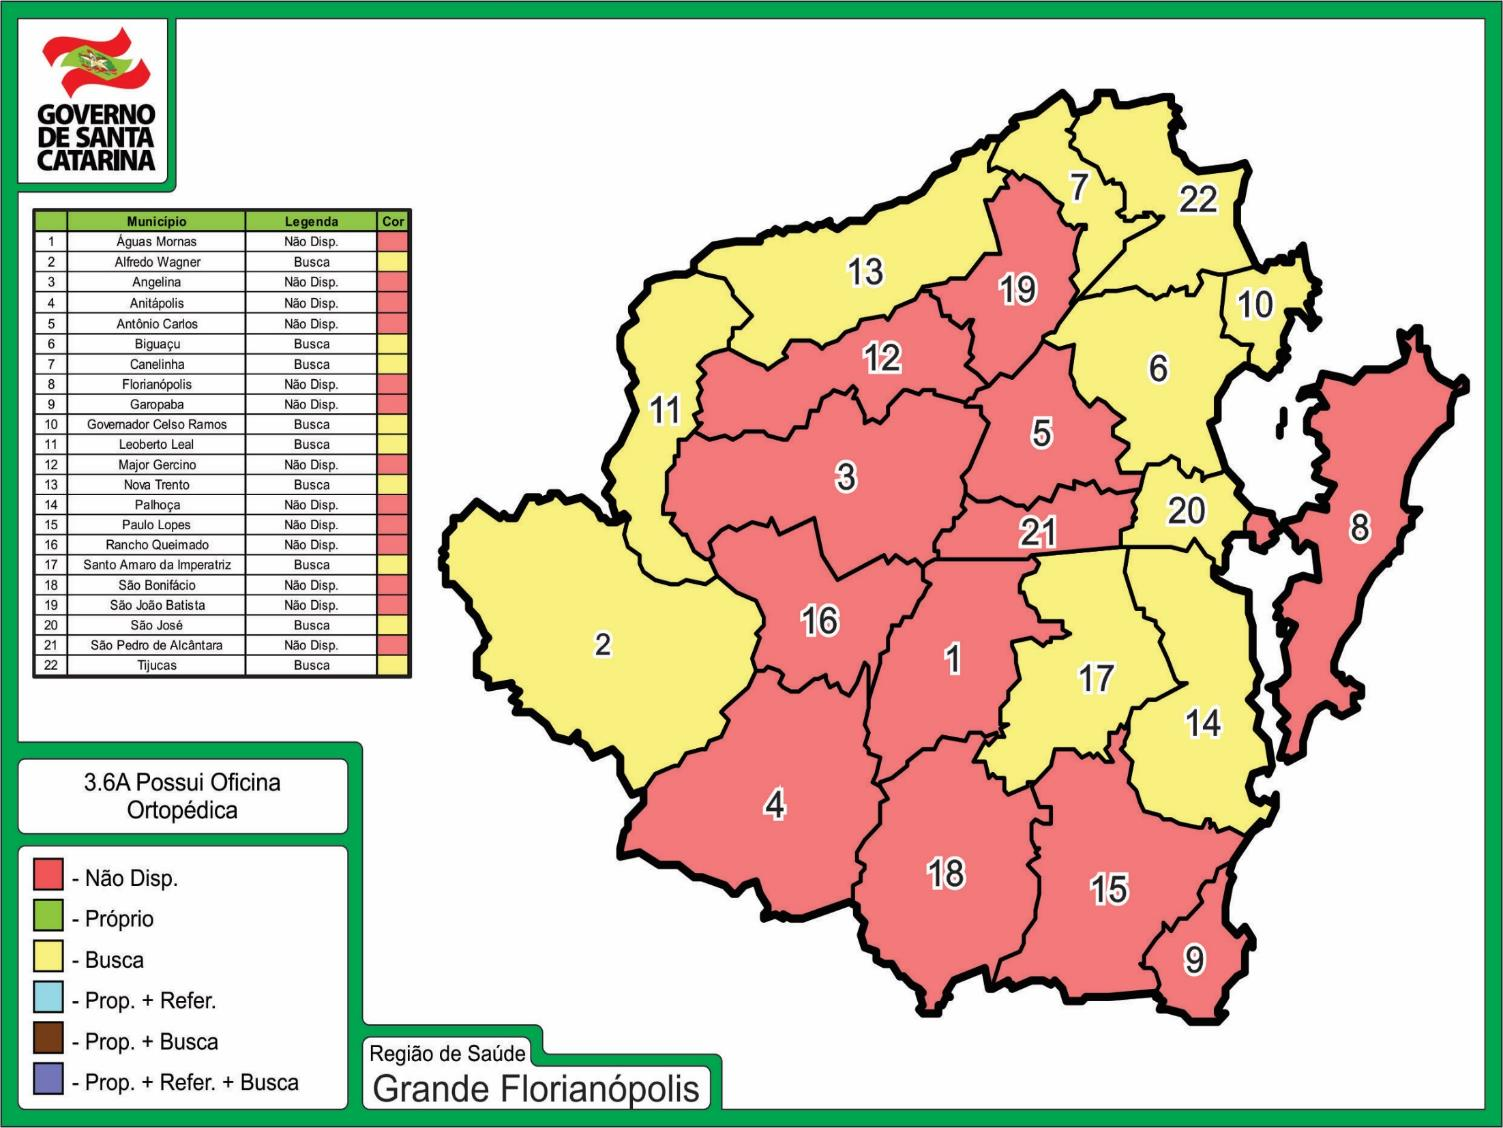 GOVERNO
DE SANTA
CATARINA
Município Legenda Cor
1 Águas Mornas Não Disp.
2 Alfredo Wagner Busca
3 Angelina Não Disp.
4 Anitápolis Não Disp.
5 Antônio Carlos Não Disp.
6 Biguaçu Busca
7 Canelinha Busca
8 Florianópolis Não Disp.
9 Garopaba Não Disp.
10 Governador Celso Ramos Busca
11 Leoberto Leal Busca
12 Major Gercino Não Disp.
13 Nova Trento Busca
14 Palhoça Não Disp.
15 Paulo Lopes Não Disp.
16 Rancho Queimado Não Disp.
17 Santo Amaro da Imperatriz Busca
18 São Bonifácio Não Disp.
19 São João Batista Não Disp.
20 São José Busca
21 São Pedro de Alcântara Não Disp.
22 Tijucas Busca
7
22
13
19
10
12
6
11
5
3
20
21
8
16
2
1
17
14
4
18
15
9
3.6A Possui Oficina
Ortopédica
- Não Disp.
- Próprio
- Busca
- Prop. + Refer.
- Prop. + Busca
- Prop. + Refer. + Busca
Região de Saúde
Grande Florianópolis